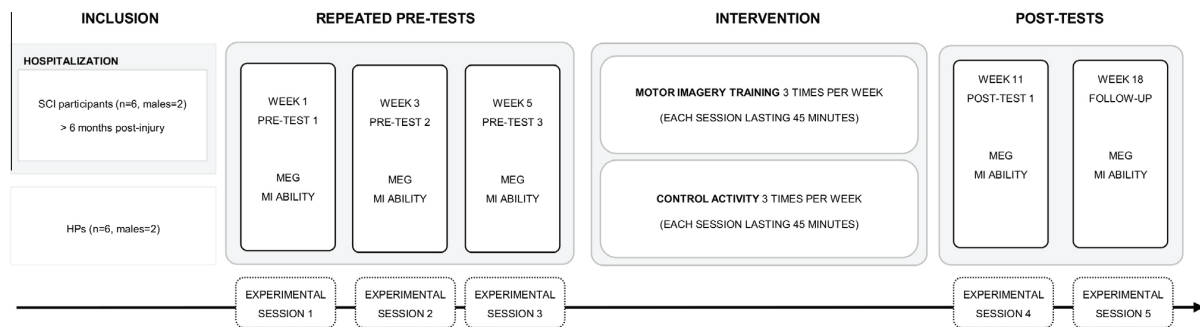 INCLUSION
REPEATED PRE-TESTS
INTERVENTION
POST-TESTS
HOSPITALIZATION
SCI participants (n=6, males=2)
> 6 months post-injury
HPs (n=6, males=2)
WEEK 1
PRE-TEST 1
MEG
MI ABILITY
WEEK 3
PRE-TEST 2
MEG
MI ABILITY
WEEK 5
PRE-TEST 3
MEG
MI ABILITY
MOTOR IMAGERY TRAINING 3 TIMES PER WEEK
(EACH SESSION LASTING 45 MINUTES)
CONTROL ACTIVITY 3 TIMES PER WEEK
(EACH SESSION LASTING 45 MINUTES)
WEEK 11
POST-TEST 1
MEG
MI ABILITY
WEEK 18
FOLLOW-UP
MEG
MI ABILITY
EXPERIMENTAL
SESSION 1
EXPERIMENTAL
SESSION 2
EXPERIMENTAL
SESSION 3
EXPERIMENTAL
SESSION 4
EXPERIMENTAL
SESSION 5